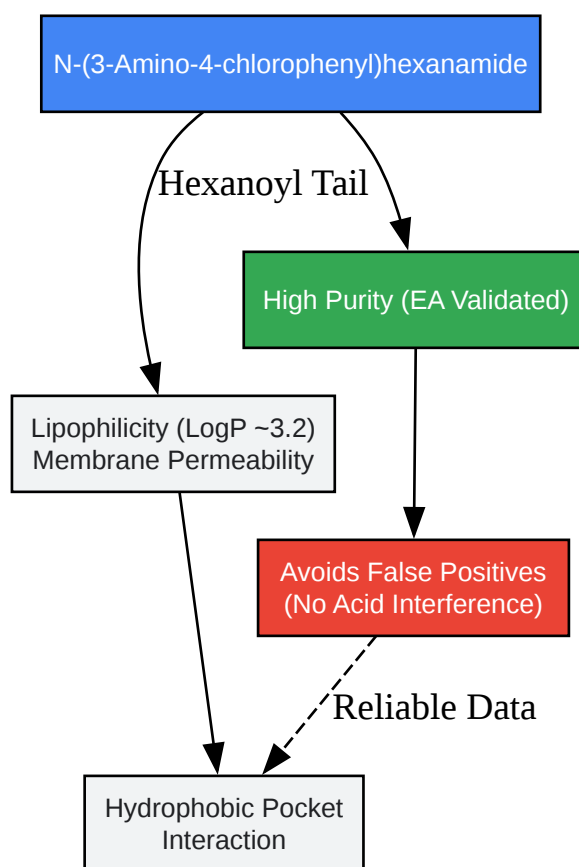 N-(3-Amino-4-chlorophenyl)hexanamide
Hexanoyl Tail
High Purity (EA Validated)
Lipophilicity (LogP ~3.2)
Membrane Permeability
Avoids False Positives
(No Acid Interference)
Reliable Data
Hydrophobic Pocket
Interaction